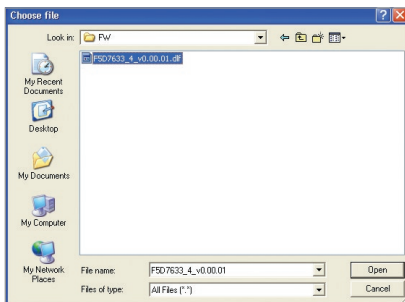 Choose file
Look in: FW
F5D7633_4_v0.00.01.dlf
My Recent
Documents
Desktop
My Documents
My Computer
My Network
Places
File name: F5D7633_4_v0.00.01 Open
Files of type: All Files (*.*) Cancel